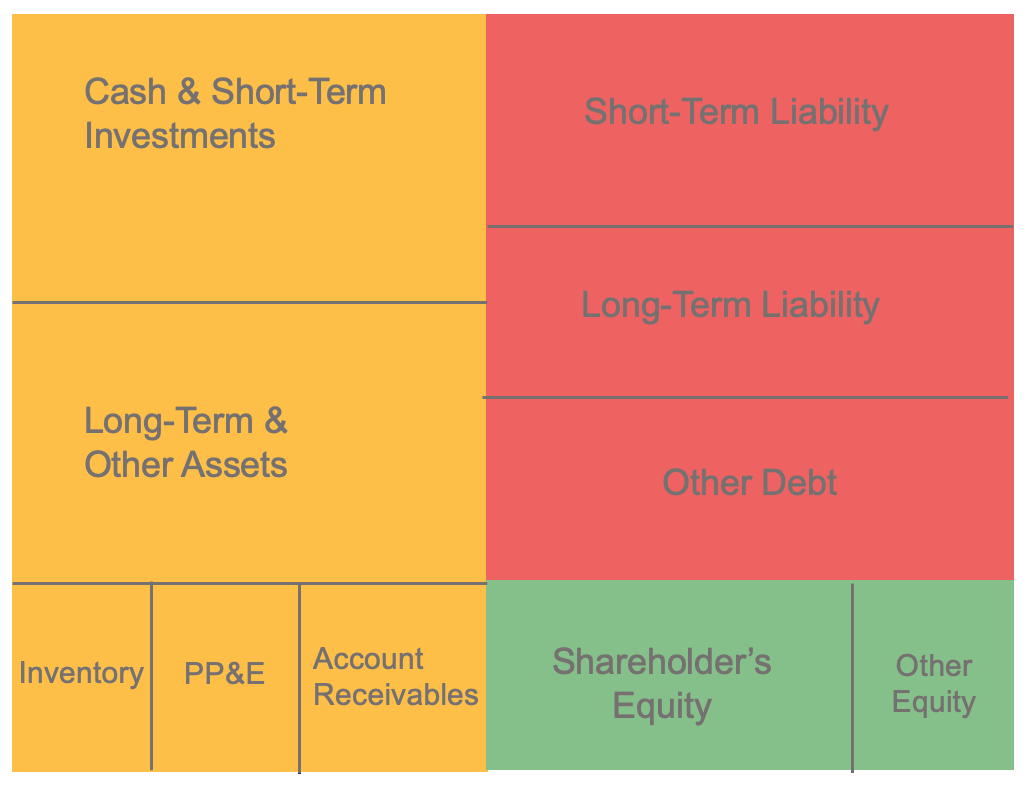 Cash & Short-Term
Investments
Short-Term Liability
Long-Term Liability
Long-Term &
Other Assets
Other Debt
Inventory
PP&E
Account
Receivables
Shareholder’s
Equity
Other
Equity